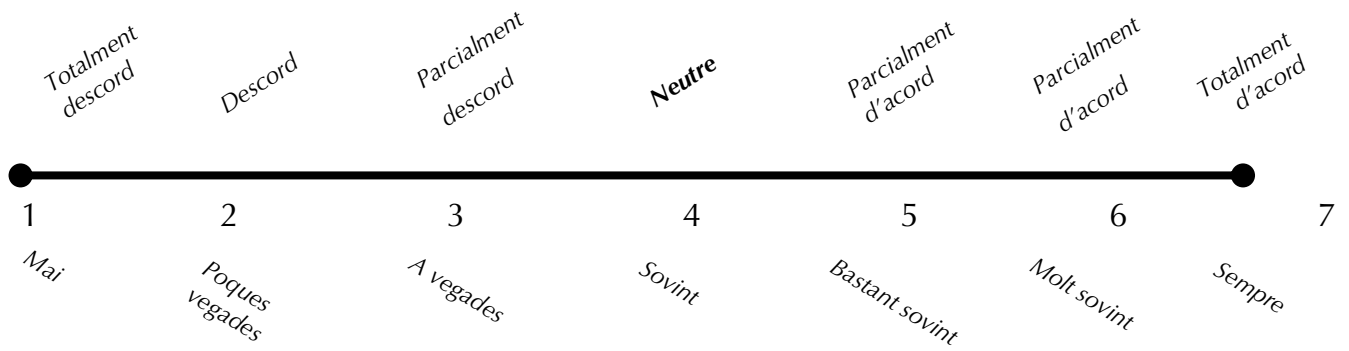 Totalment
descord
Descord
Parcialment
descord
Neutre
Parcialment
d’acord
Parcialment
d’acord
Totalment
d’acord
1 2 3 4 5 6 7
Mai
Poques
vegades
A vegades
Sovint
Bastant sovint
Molt sovint
Sempre